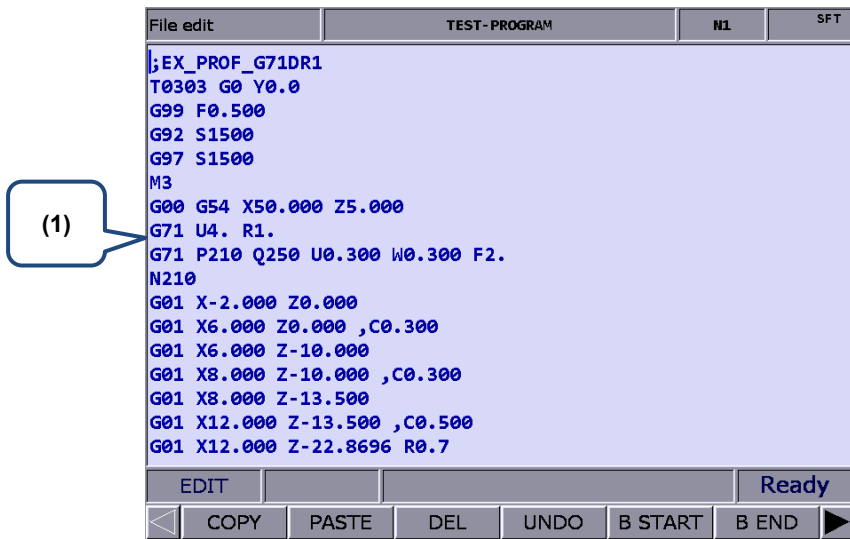 File edit TEST-PROGRAM N1 SFT
;EX_PROF_G71DR1
T0303 G0 Y0.0
G99 F0.500
G92 S1500
G97 S1500
M3
G00 G54 X50.000 Z5.000
(1)
G71 U4. R1.
G71 P210 Q250 U0.300 W0.300 F2.
N210
G01 X-2.000 Z0.000
G01 X6.000 Z0.000 ,C0.300
G01 X6.000 Z-10.000
G01 X8.000 Z-10.000 ,C0.300
G01 X8.000 Z-13.500
G01 X12.000 Z-13.500 ,C0.500
G01 X12.000 Z-22.8696 R0.7
EDIT Ready
COPY PASTE DEL UNDO B START B END